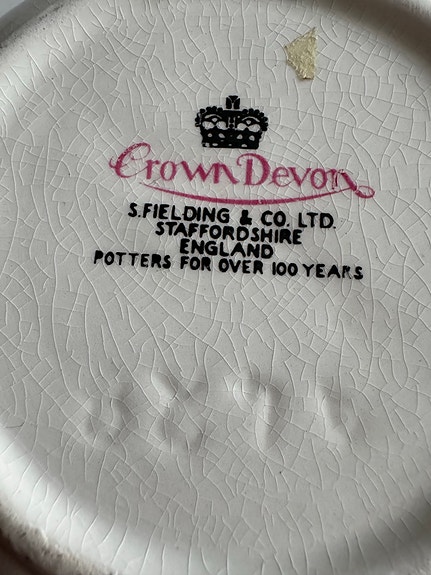 Crown Devon
S. FIELDING & CO. LTD.
STAFFORDSHIRE
ENGLAND
POTTERS FOR OVER 100 YEARS